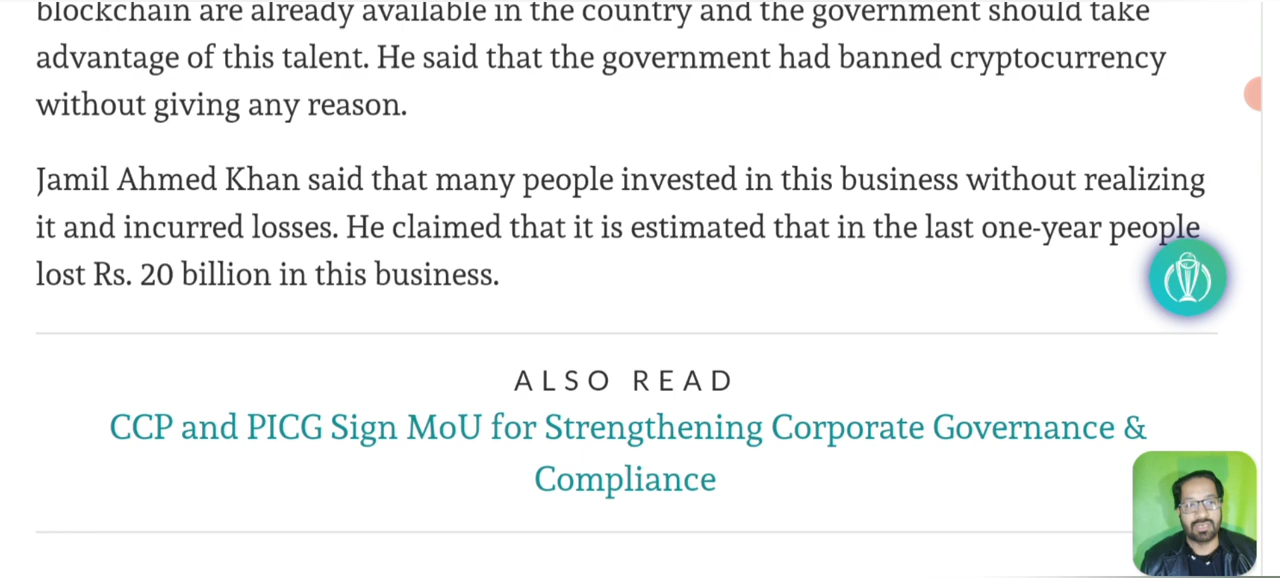 blockchain are already available in the country and the government should take
advantage of this talent. He said that the government had banned cryptocurrency
without giving any reason.
Jamil Ahmed Khan said that many people invested in this business without realizing
it and incurred losses. He claimed that it is estimated that in the last one-year people
lost Rs. 20 billion in this business.
ALSO READ
CCP and PICG Sign MoU for Strengthening Corporate Governance &
Compliance